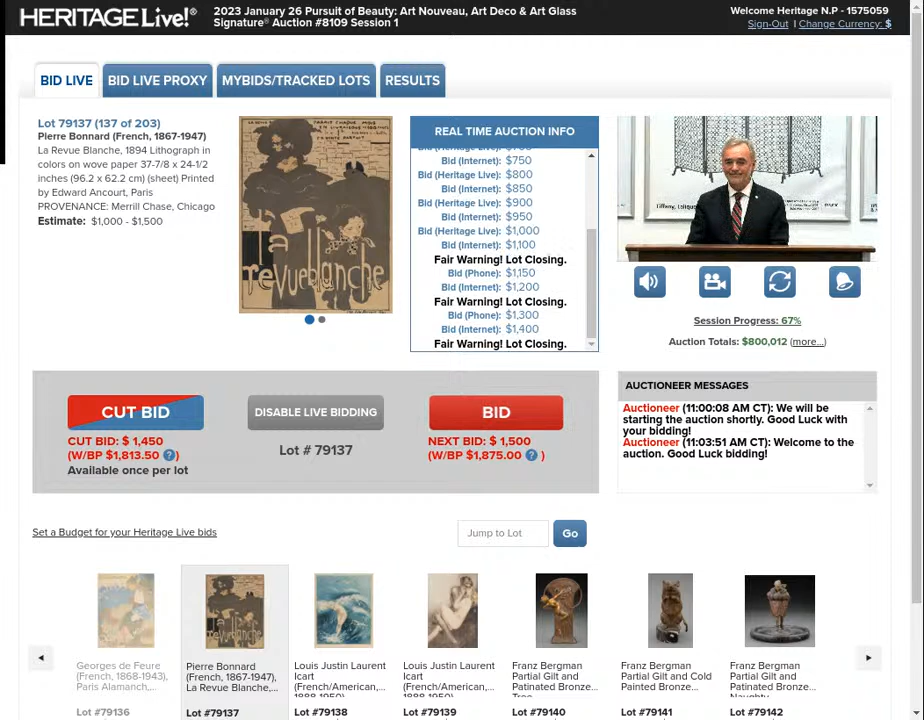 HERITAGE Live!®
2023 January 26 Pursuit of Beauty: Art Nouveau, Art Deco & Art Glass
Signature® Auction #8109 Session 1
Welcome Heritage N.P - 1575059
Sign-Out | Change Currency: $
BID LIVE
BID LIVE PROXY
MYBIDS/TRACKED LOTS
RESULTS
Lot 79137 (137 of 203)
Pierre Bonnard (French, 1867-1947)
La Revue Blanche, 1894 Lithograph in
colors on wove paper 37-7/8 x 24-1/2
inches (96.2 x 62.2 cm) (sheet) Printed
by Edward Ancourt, Paris
PROVENANCE: Merrill Chase, Chicago
Estimate: $1,000 - $1,500
la
revue blanche
REAL TIME AUCTION INFO
Bid (Internet): $750
Bid (Heritage Live): $800
Bid (Internet): $850
Bid (Heritage Live): $900
Bid (Internet): $950
Bid (Heritage Live): $1,000
Bid (Internet): $1,100
Fair Warning! Lot Closing.
Bid (Phone): $1,150
Bid (Internet): $1,200
Fair Warning! Lot Closing.
Bid (Phone): $1,300
Bid (Internet): $1,400
Fair Warning! Lot Closing.
Session Progress: 67%
Auction Totals: $800,012 (more...)
CUT BID
CUT BID: $ 1,450
(W/BP $1,813.50 ?)
Available once per lot
DISABLE LIVE BIDDING
Lot # 79137
BID
NEXT BID: $ 1,500
(W/BP $1,875.00 ? )
AUCTIONEER MESSAGES
Auctioneer (11:00:08 AM CT): We will be
starting the auction shortly. Good Luck with
your bidding!
Auctioneer (11:03:51 AM CT): Welcome to the
auction. Good Luck bidding!
Set a Budget for your Heritage Live bids
Jump to Lot
Go
Georges de Feure
(French, 1868-1943),
Paris Alamanch,...
Lot #79136
Pierre Bonnard
(French, 1867-1947),
La Revue Blanche,...
Lot #79137
Louis Justin Laurent
Icart
(French/American,...
1888-1950)
Lot #79138
Louis Justin Laurent
Icart
(French/American,...
1888-1950)
Lot #79139
Franz Bergman
Partial Gilt and
Patinated Bronze...
Lot #79140
Franz Bergman
Partial Gilt and Cold
Painted Bronze...
Lot #79141
Franz Bergman
Partial Gilt and
Patinated Bronze...
Naughty
Lot #79142